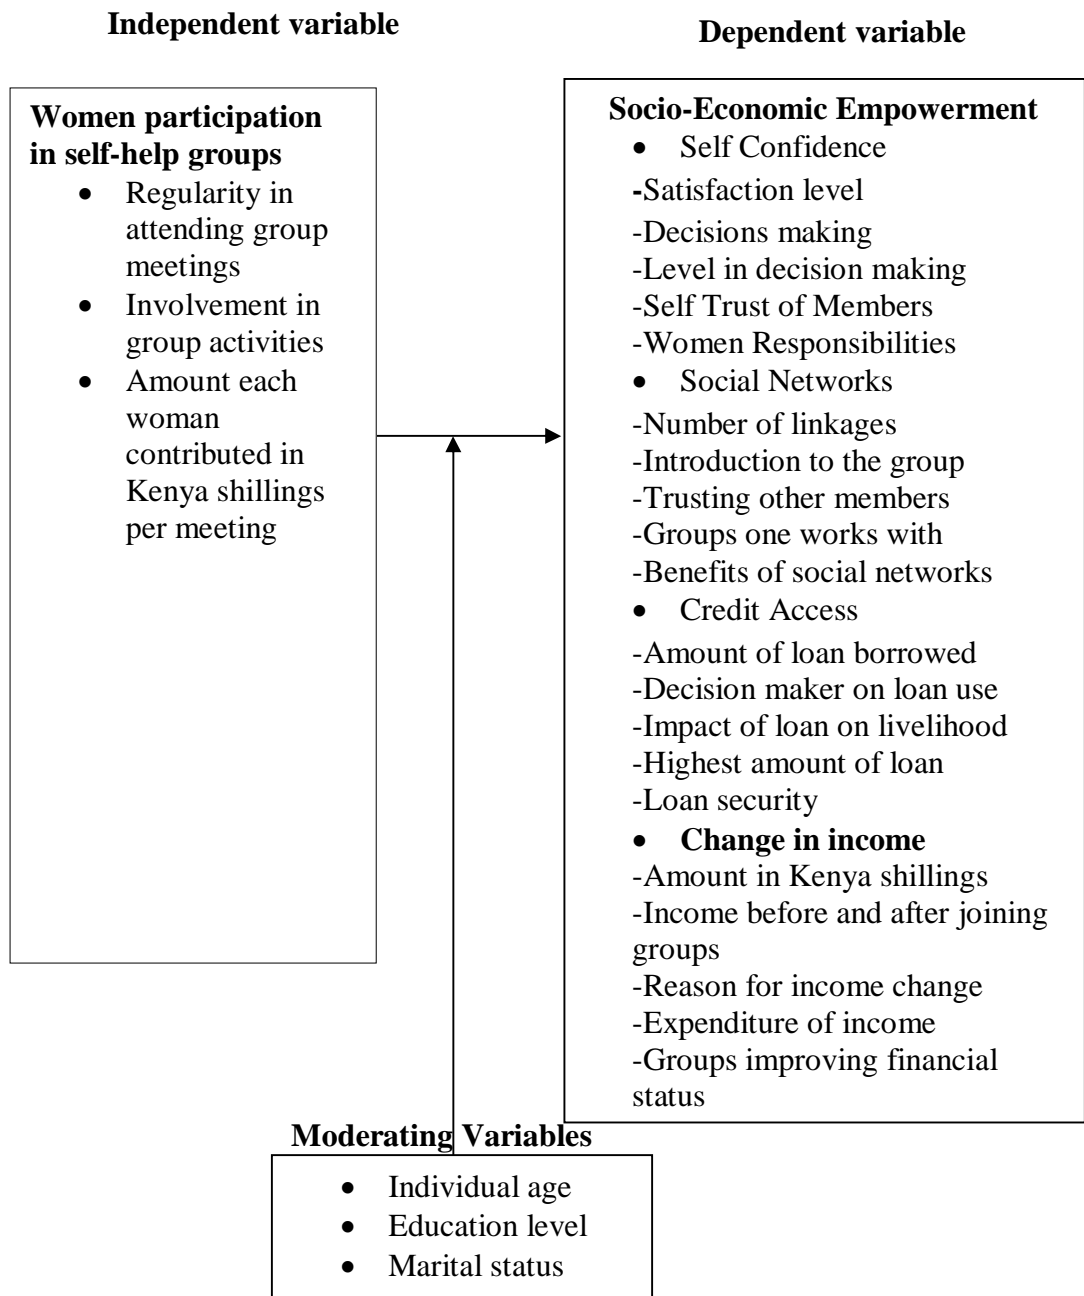 Independent variable
Dependent variable
Women participation
in self-help groups
• Regularity in
attending group
meetings
• Involvement in
group activities
• Amount each
woman
contributed in
Kenya shillings
per meeting
Socio-Economic Empowerment
• Self Confidence
-Satisfaction level
-Decisions making
-Level in decision making
-Self Trust of Members
-Women Responsibilities
• Social Networks
-Number of linkages
-Introduction to the group
-Trusting other members
-Groups one works with
-Benefits of social networks
• Credit Access
-Amount of loan borrowed
-Decision maker on loan use
-Impact of loan on livelihood
-Highest amount of loan
-Loan security
• Change in income
-Amount in Kenya shillings
-Income before and after joining
groups
-Reason for income change
-Expenditure of income
-Groups improving financial
status
Moderating Variables
• Individual age
• Education level
• Marital status